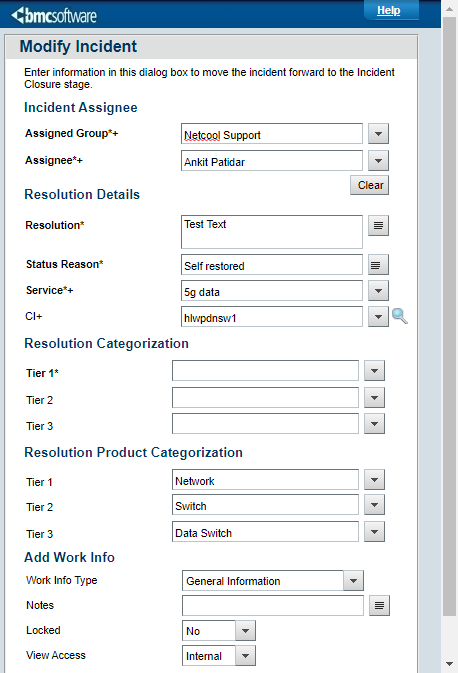 bmcsoftware
Help
Modify Incident
Enter information in this dialog box to move the incident forward to the Incident
Closure stage.
Incident Assignee
Assigned Group*+ Netcool Support
Assignee*+ Ankit Patidar
Clear
Resolution Details
Resolution* Test Text
Status Reason* Self restored
Service*+ 5g data
CI+ hlwpdnsw1
Resolution Categorization
Tier 1*
Tier 2
Tier 3
Resolution Product Categorization
Tier 1 Network
Tier 2 Switch
Tier 3 Data Switch
Add Work Info
Work Info Type General Information
Notes
Locked No
View Access Internal